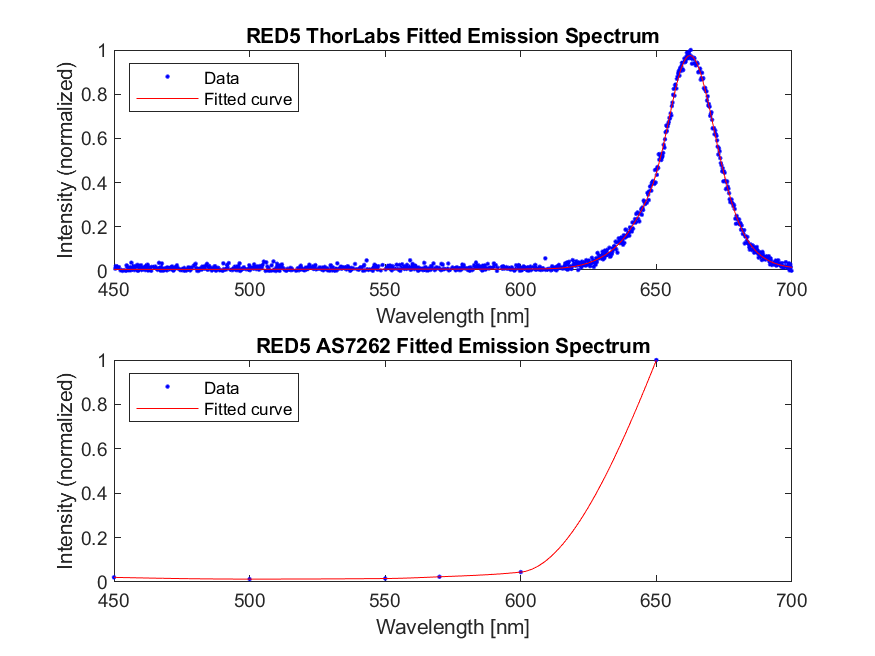 RED5 ThorLabs Fitted Emission Spectrum
Intensity (normalized)
1
0.8
0.6
0.4
0.2
0
Data
Fitted curve
450 500 550 600 650 700
Wavelength [nm]
RED5 AS7262 Fitted Emission Spectrum
Intensity (normalized)
1
0.8
0.6
0.4
0.2
0
Data
Fitted curve
450 500 550 600 650 700
Wavelength [nm]